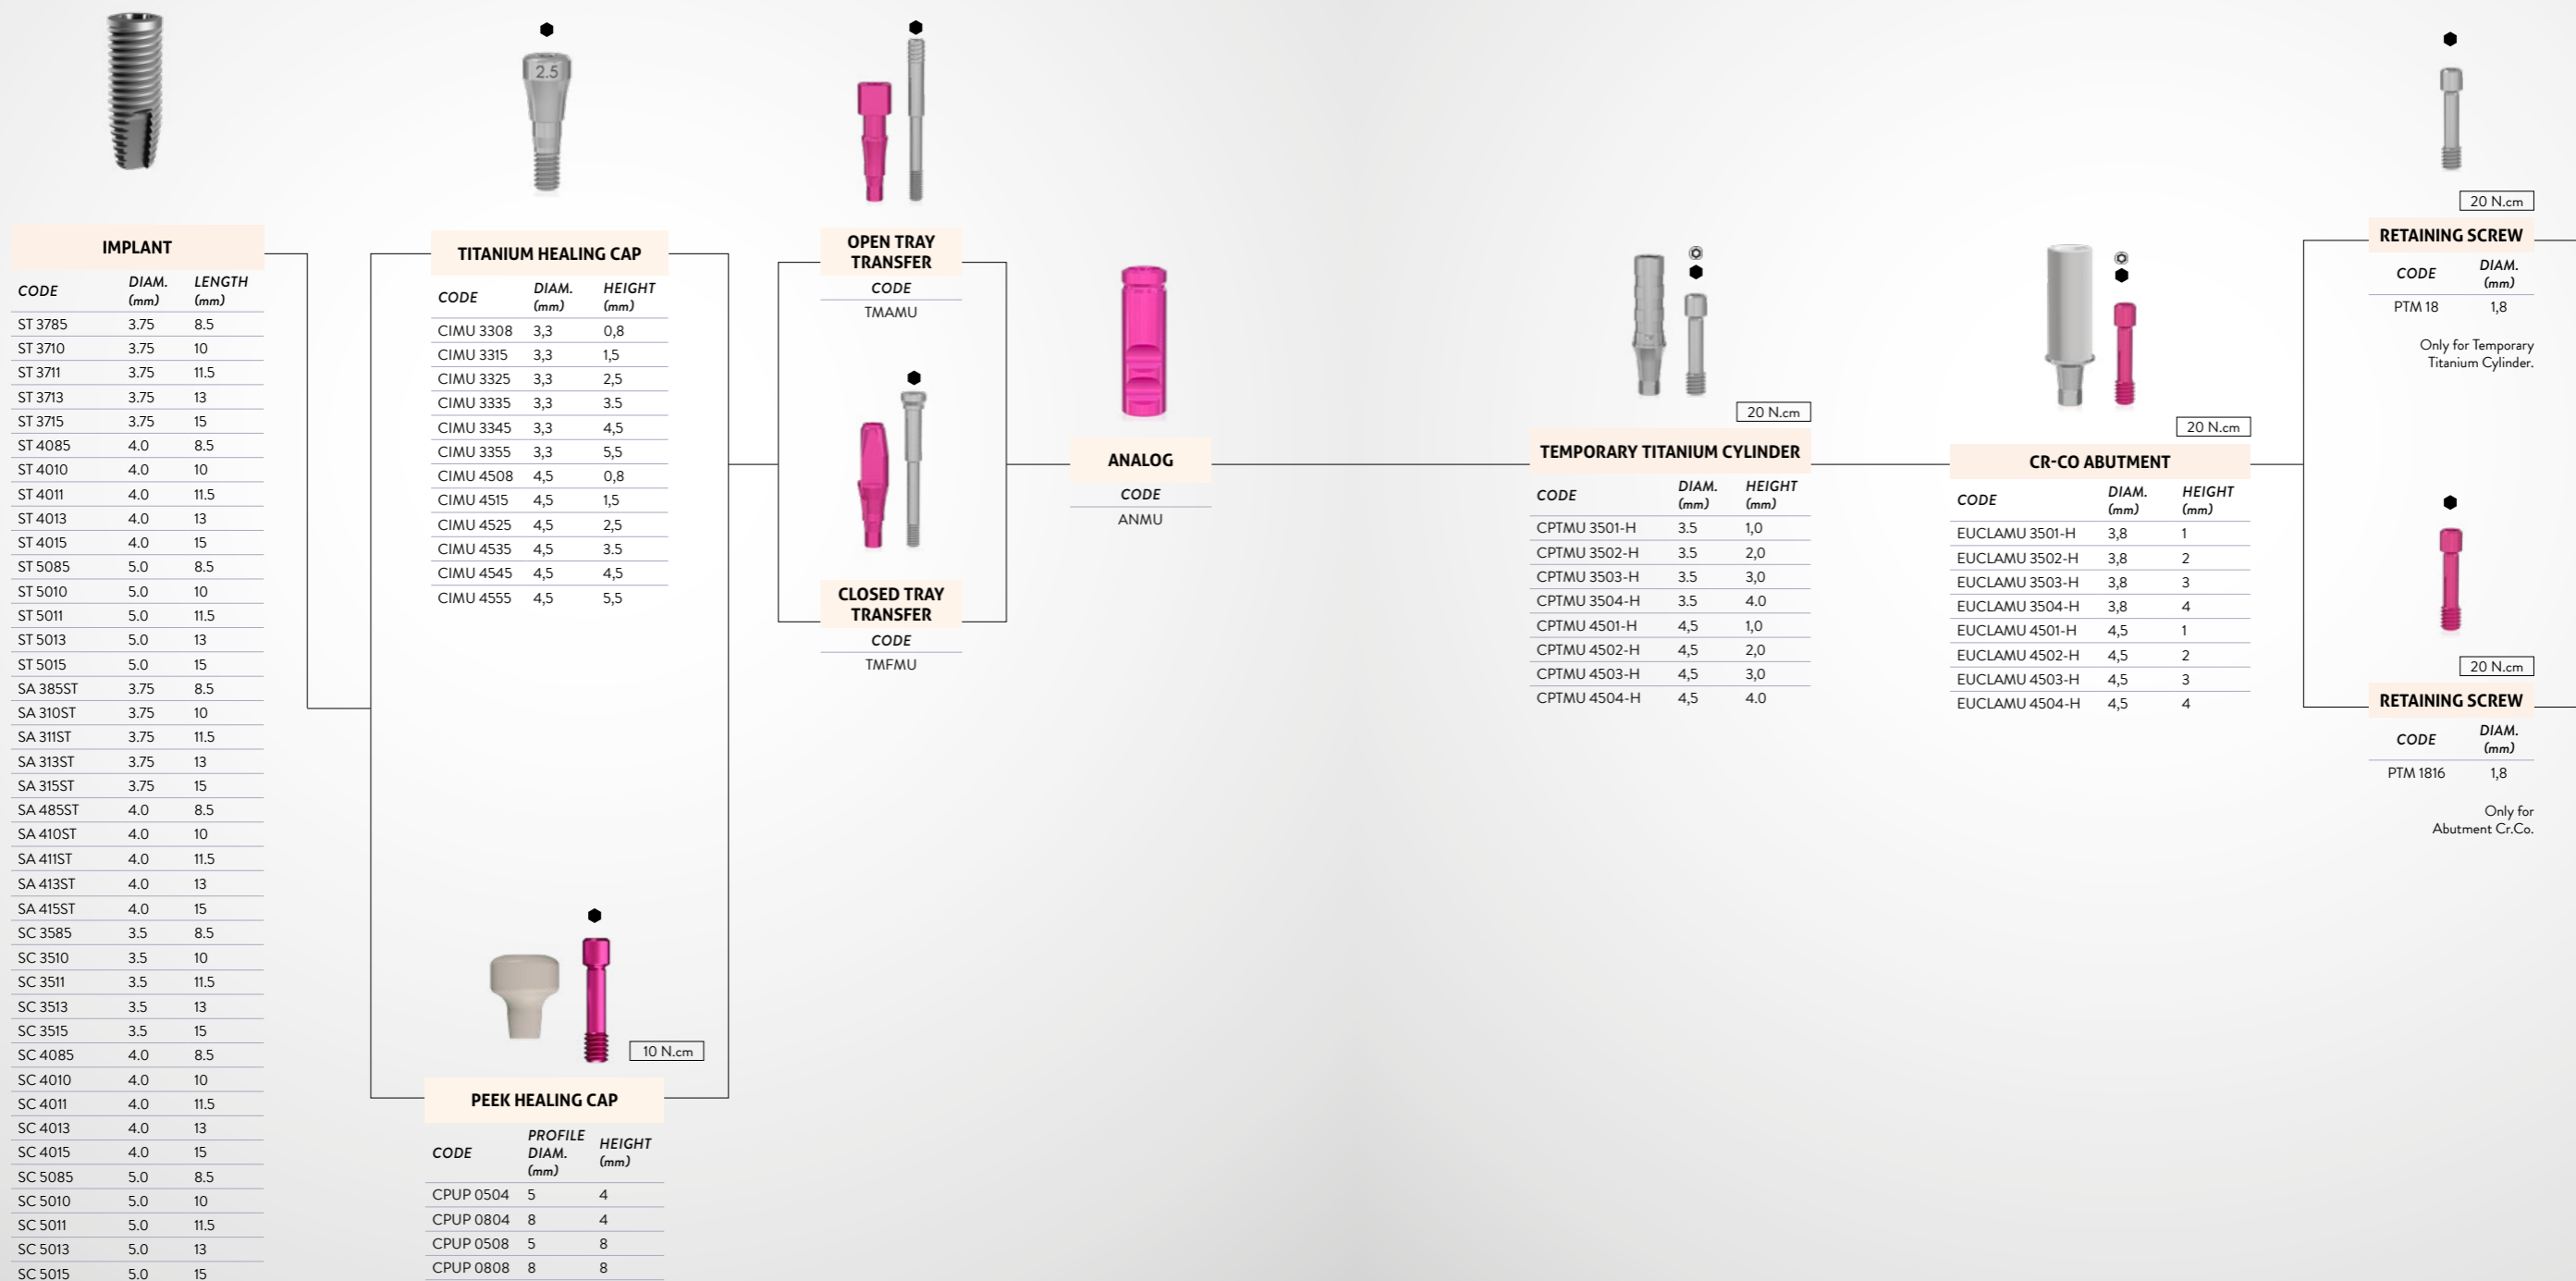 2.5
IMPLANT
CODE DIAM. (mm) LENGTH (mm)
ST 3785 3.75 8.5
ST 3710 3.75 10
ST 3711 3.75 11.5
ST 3713 3.75 13
ST 3715 3.75 15
ST 4085 4.0 8.5
ST 4010 4.0 10
ST 4011 4.0 11.5
ST 4013 4.0 13
ST 4015 4.0 15
ST 5085 5.0 8.5
ST 5010 5.0 10
ST 5011 5.0 11.5
ST 5013 5.0 13
ST 5015 5.0 15
SA 385ST 3.75 8.5
SA 310ST 3.75 10
SA 311ST 3.75 11.5
SA 313ST 3.75 13
SA 315ST 3.75 15
SA 485ST 4.0 8.5
SA 410ST 4.0 10
SA 411ST 4.0 11.5
SA 413ST 4.0 13
SA 415ST 4.0 15
SC 3585 3.5 8.5
SC 3510 3.5 10
SC 3511 3.5 11.5
SC 3513 3.5 13
SC 3515 3.5 15
SC 4085 4.0 8.5
SC 4010 4.0 10
SC 4011 4.0 11.5
SC 4013 4.0 13
SC 4015 4.0 15
SC 5085 5.0 8.5
SC 5010 5.0 10
SC 5011 5.0 11.5
SC 5013 5.0 13
SC 5015 5.0 15
TITANIUM HEALING CAP
CODE DIAM. (mm) HEIGHT (mm)
CIMU 3308 3,3 0,8
CIMU 3315 3,3 1,5
CIMU 3325 3,3 2,5
CIMU 3335 3,3 3.5
CIMU 3345 3,3 4,5
CIMU 3355 3,3 5,5
CIMU 4508 4,5 0,8
CIMU 4515 4,5 1,5
CIMU 4525 4,5 2,5
CIMU 4535 4,5 3.5
CIMU 4545 4,5 4,5
CIMU 4555 4,5 5,5
10 N.cm
PEEK HEALING CAP
CODE PROFILE DIAM. (mm) HEIGHT (mm)
CPUP 0504 5 4
CPUP 0804 8 4
CPUP 0508 5 8
CPUP 0808 8 8
OPEN TRAY
TRANSFER
CODE
TMAMU
CLOSED TRAY
TRANSFER
CODE
TMFMU
ANALOG
CODE
ANMU
20 N.cm
TEMPORARY TITANIUM CYLINDER
CODE DIAM. (mm) HEIGHT (mm)
CPTMU 3501-H 3.5 1,0
CPTMU 3502-H 3.5 2,0
CPTMU 3503-H 3.5 3,0
CPTMU 3504-H 3.5 4.0
CPTMU 4501-H 4,5 1,0
CPTMU 4502-H 4,5 2,0
CPTMU 4503-H 4,5 3,0
CPTMU 4504-H 4,5 4.0
20 N.cm
CR-CO ABUTMENT
CODE DIAM. (mm) HEIGHT (mm)
EUCLAMU 3501-H 3,8 1
EUCLAMU 3502-H 3,8 2
EUCLAMU 3503-H 3,8 3
EUCLAMU 3504-H 3,8 4
EUCLAMU 4501-H 4,5 1
EUCLAMU 4502-H 4,5 2
EUCLAMU 4503-H 4,5 3
EUCLAMU 4504-H 4,5 4
20 N.cm
RETAINING SCREW
CODE DIAM. (mm)
PTM 18 1,8
Only for Temporary
Titanium Cylinder.
20 N.cm
RETAINING SCREW
CODE DIAM. (mm)
PTM 1816 1,8
Only for
Abutment Cr.Co.